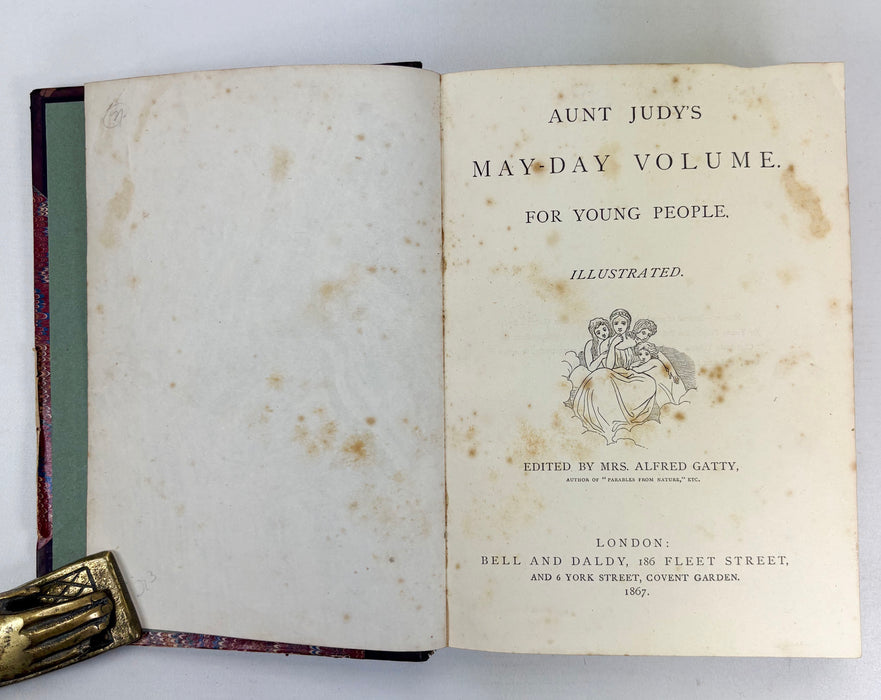 AUNT JUDY'S
MAY-DAY VOLUME.
FOR YOUNG PEOPLE.
ILLUSTRATED.
EDITED BY MRS. ALFRED GATTY,
AUTHOR OF "PARABLES FROM NATURE," ETC.
LONDON:
BELL AND DALDY, 186 FLEET STREET,
AND 6 YORK STREET, COVENT GARDEN.
1867.